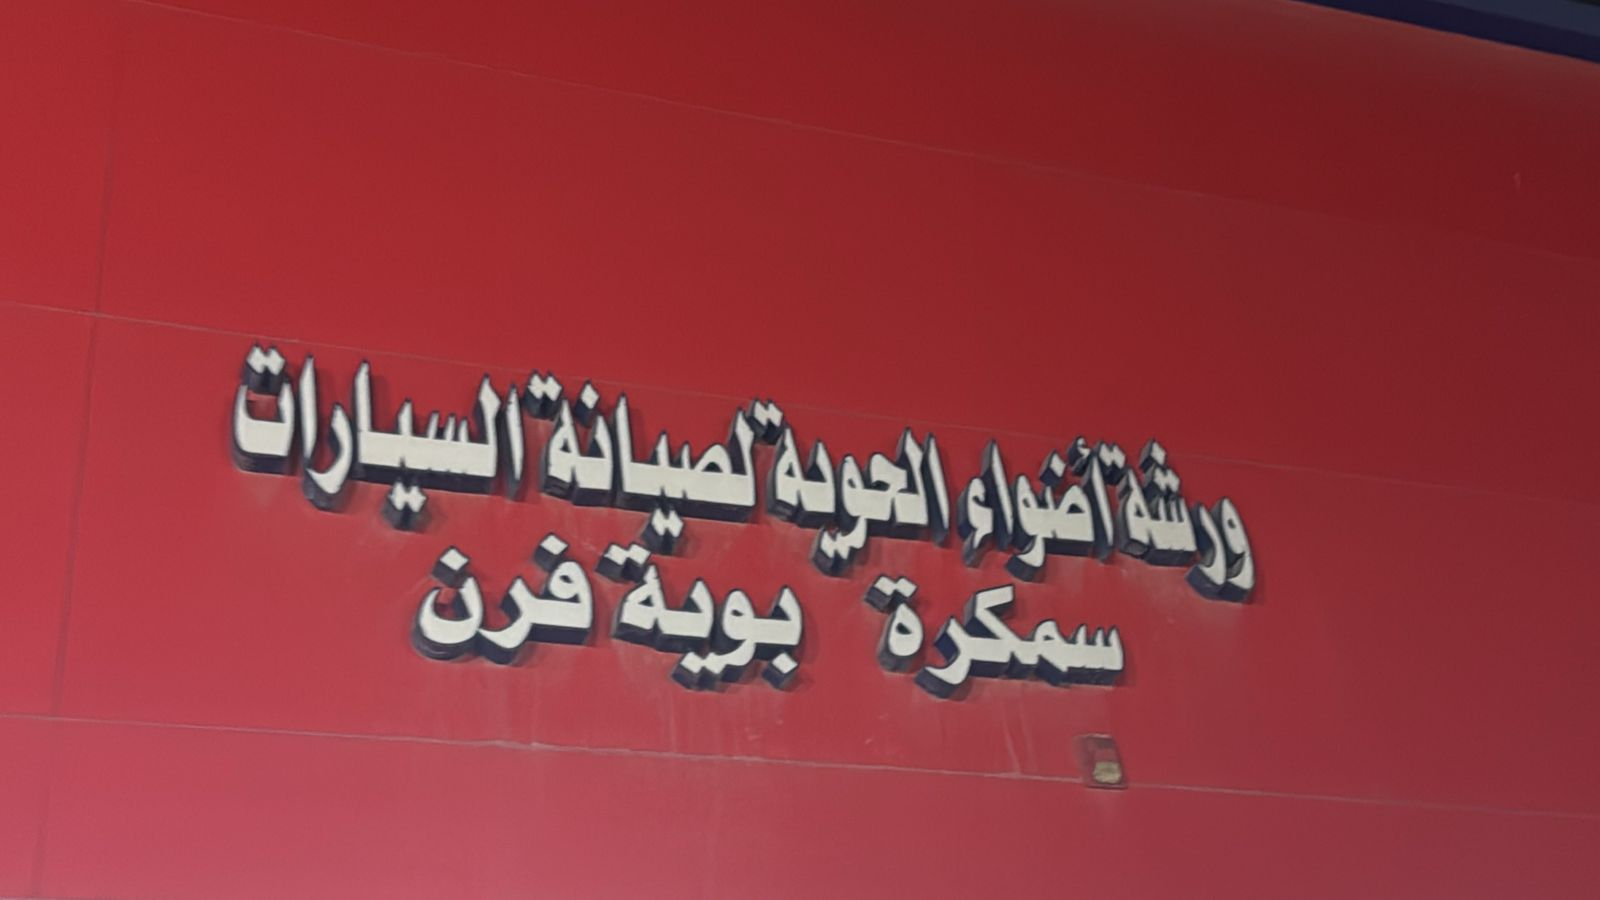 ورشة أضواء الحوية لصيانة السيارات
سمكرة بوية فرن